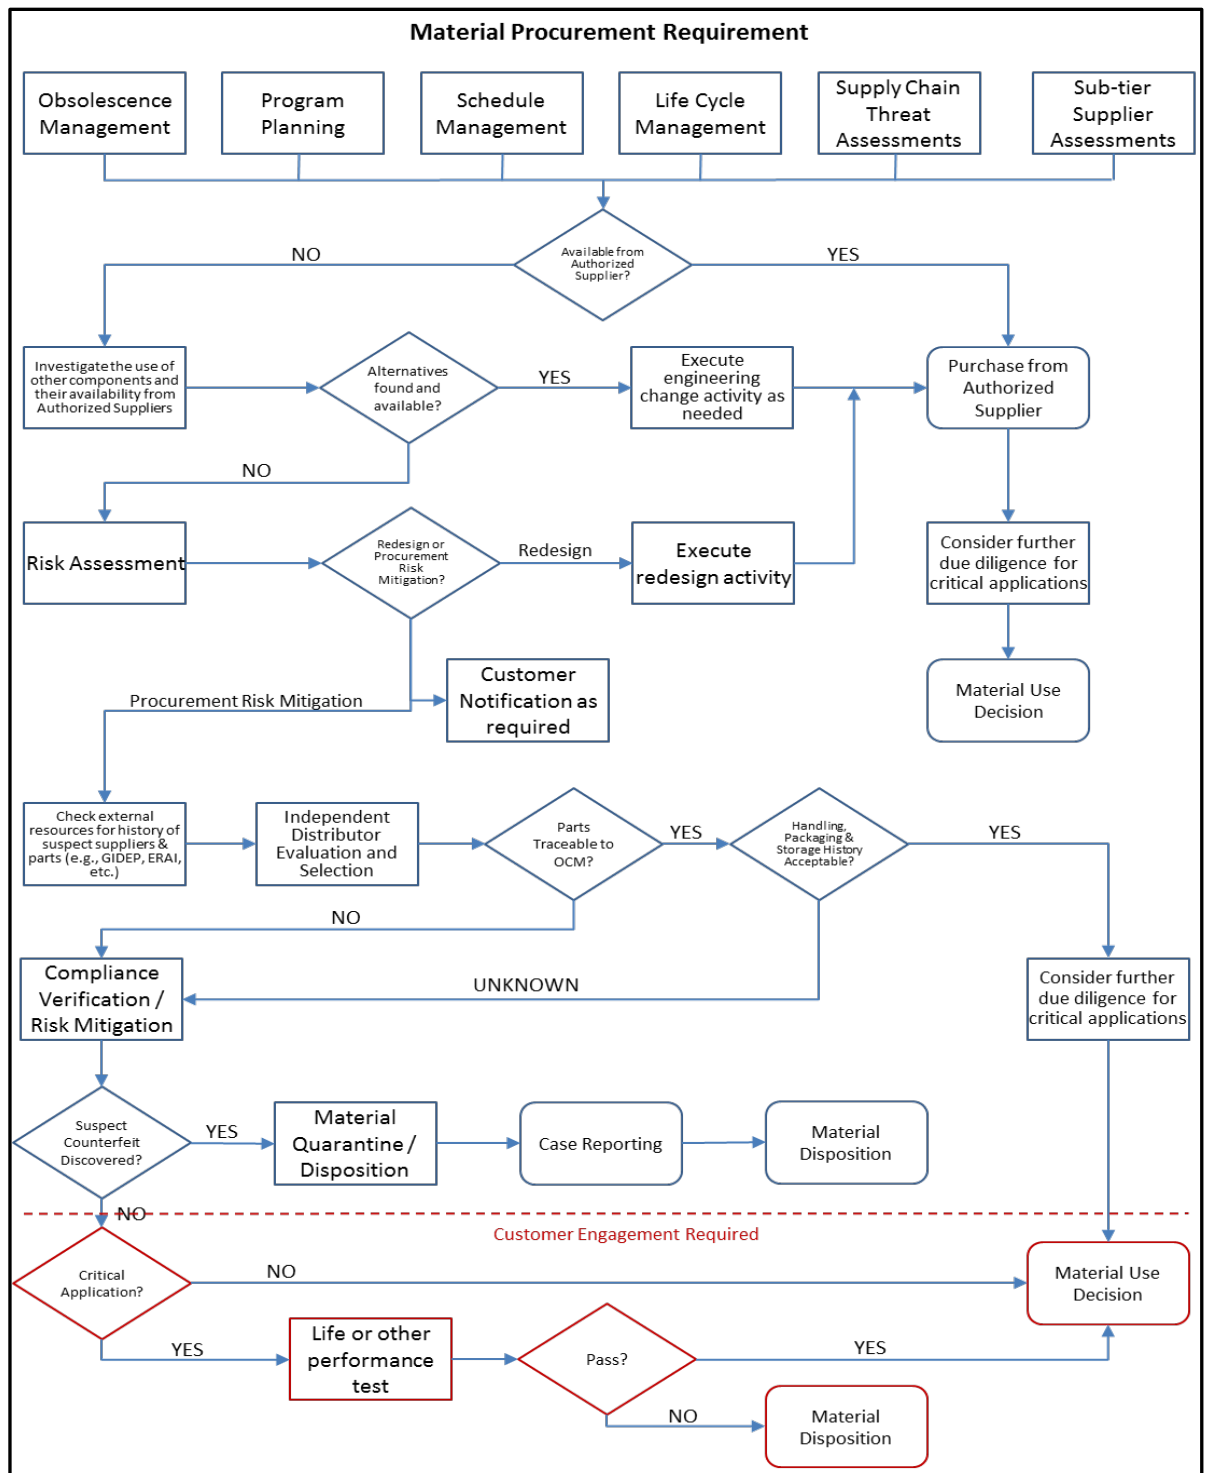 Material Procurement Requirement
Obsolescence
Management
Program
Planning
Schedule
Management
Life Cycle
Management
Supply Chain
Threat
Assessments
Sub-tier
Supplier
Assessments
Available from
Authorized
Supplier?
NO
YES
Investigate the use of
other components and
their availability from
Authorized Suppliers
Alternatives
found and
available?
YES
Execute
engineering
change activity as
needed
Purchase from
Authorized
Supplier
NO
Risk Assessment
Redesign or
Procurement
Risk
Mitigation?
Redesign
Execute
redesign activity
Consider further
due diligence for
critical applications
Customer
Notification as
required
Procurement Risk Mitigation
Material Use
Decision
Check external
resources for history of
suspect suppliers &
parts (e.g., GIDEP, ERAI,
etc.)
Independent
Distributor
Evaluation and
Selection
Parts
Traceable to
OCM?
YES
Handling,
Packaging &
Storage History
Acceptable?
YES
NO
Compliance
Verification /
Risk Mitigation
UNKNOWN
Consider further
due diligence for
critical applications
Suspect
Counterfeit
Discovered?
YES
Material
Quarantine /
Disposition
Case Reporting
Material
Disposition
NO
Customer Engagement Required
Critical
Application?
NO
Material Use
Decision
YES
Life or other
performance
test
Pass?
YES
NO
Material
Disposition